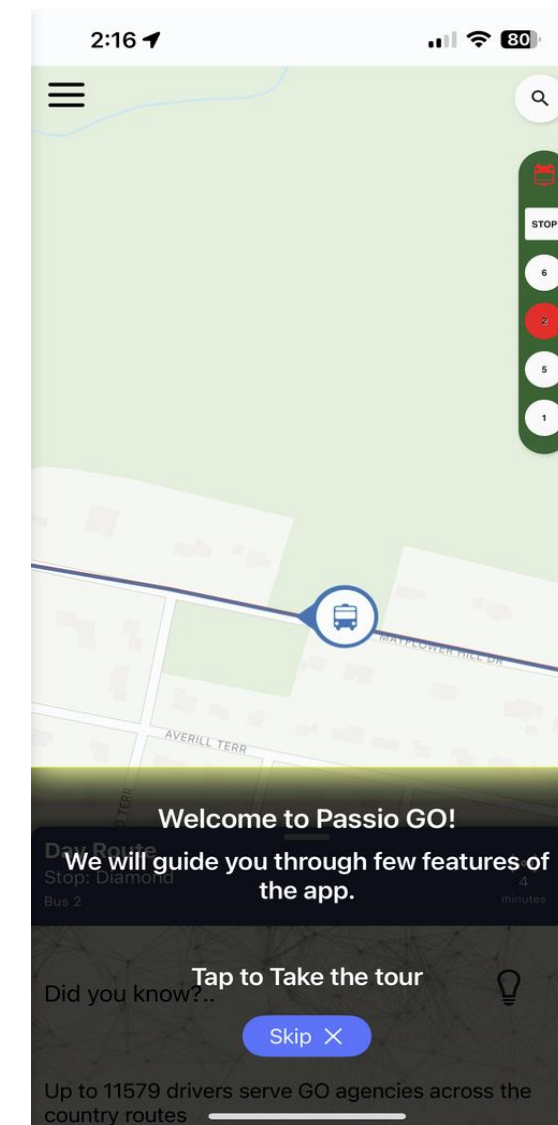 2:16
80
STOP
6
2
5
1
MAYFLOWER HILL DR
AVERILL TERR
TERR
Welcome to Passio GO!
Day Route
We will guide you through few features of
the app.
Stop: Diamond
4
Bus 2
minutes
Tap to Take the tour
Did you know?..
Skip
Up to 11579 drivers serve GO agencies across the
country routes